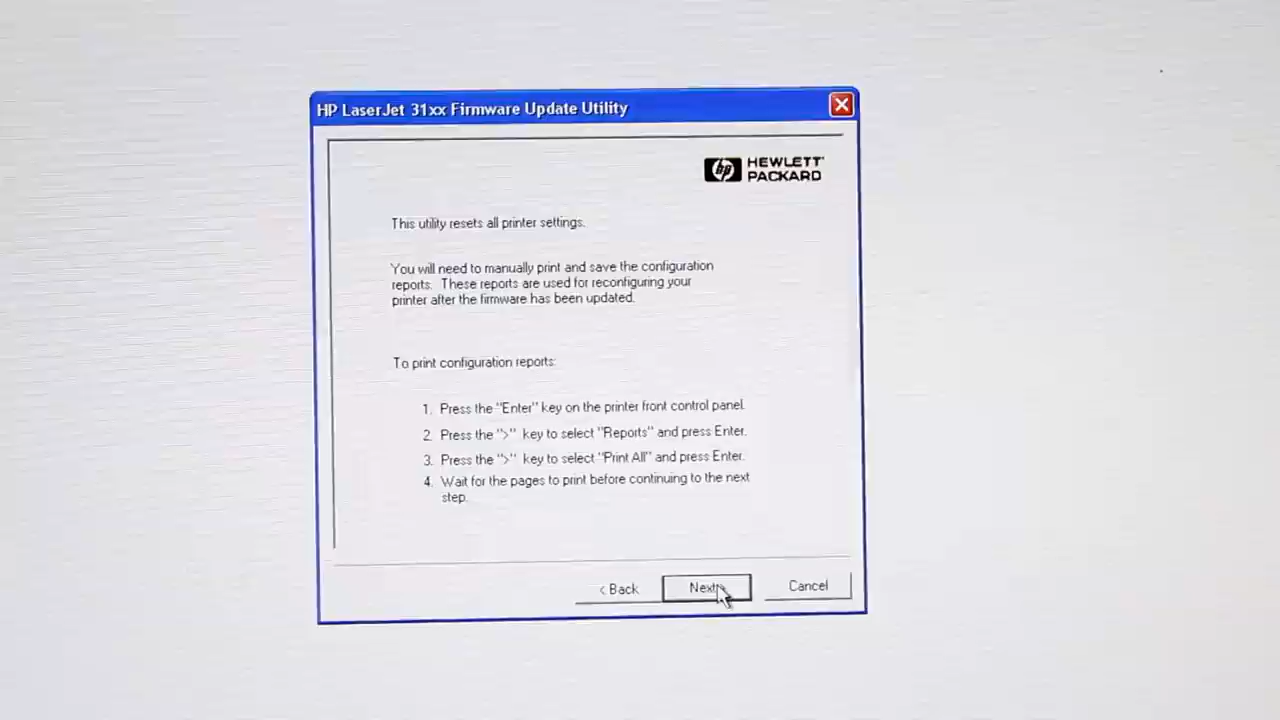 HP LaserJet 31xx Firmware Update Utility
hp HEWLETT
PACKARD
This utility resets all printer settings.
You will need to manually print and save the configuration
reports. These reports are used for reconfiguring your
printer after the firmware has been updated.
To print configuration reports:
1. Press the "Enter" key on the printer front control panel.
2. Press the ">" key to select "Reports" and press Enter.
3. Press the ">" key to select "Print All" and press Enter.
4. Wait for the pages to print before continuing to the next
step.
< Back Next> Cancel